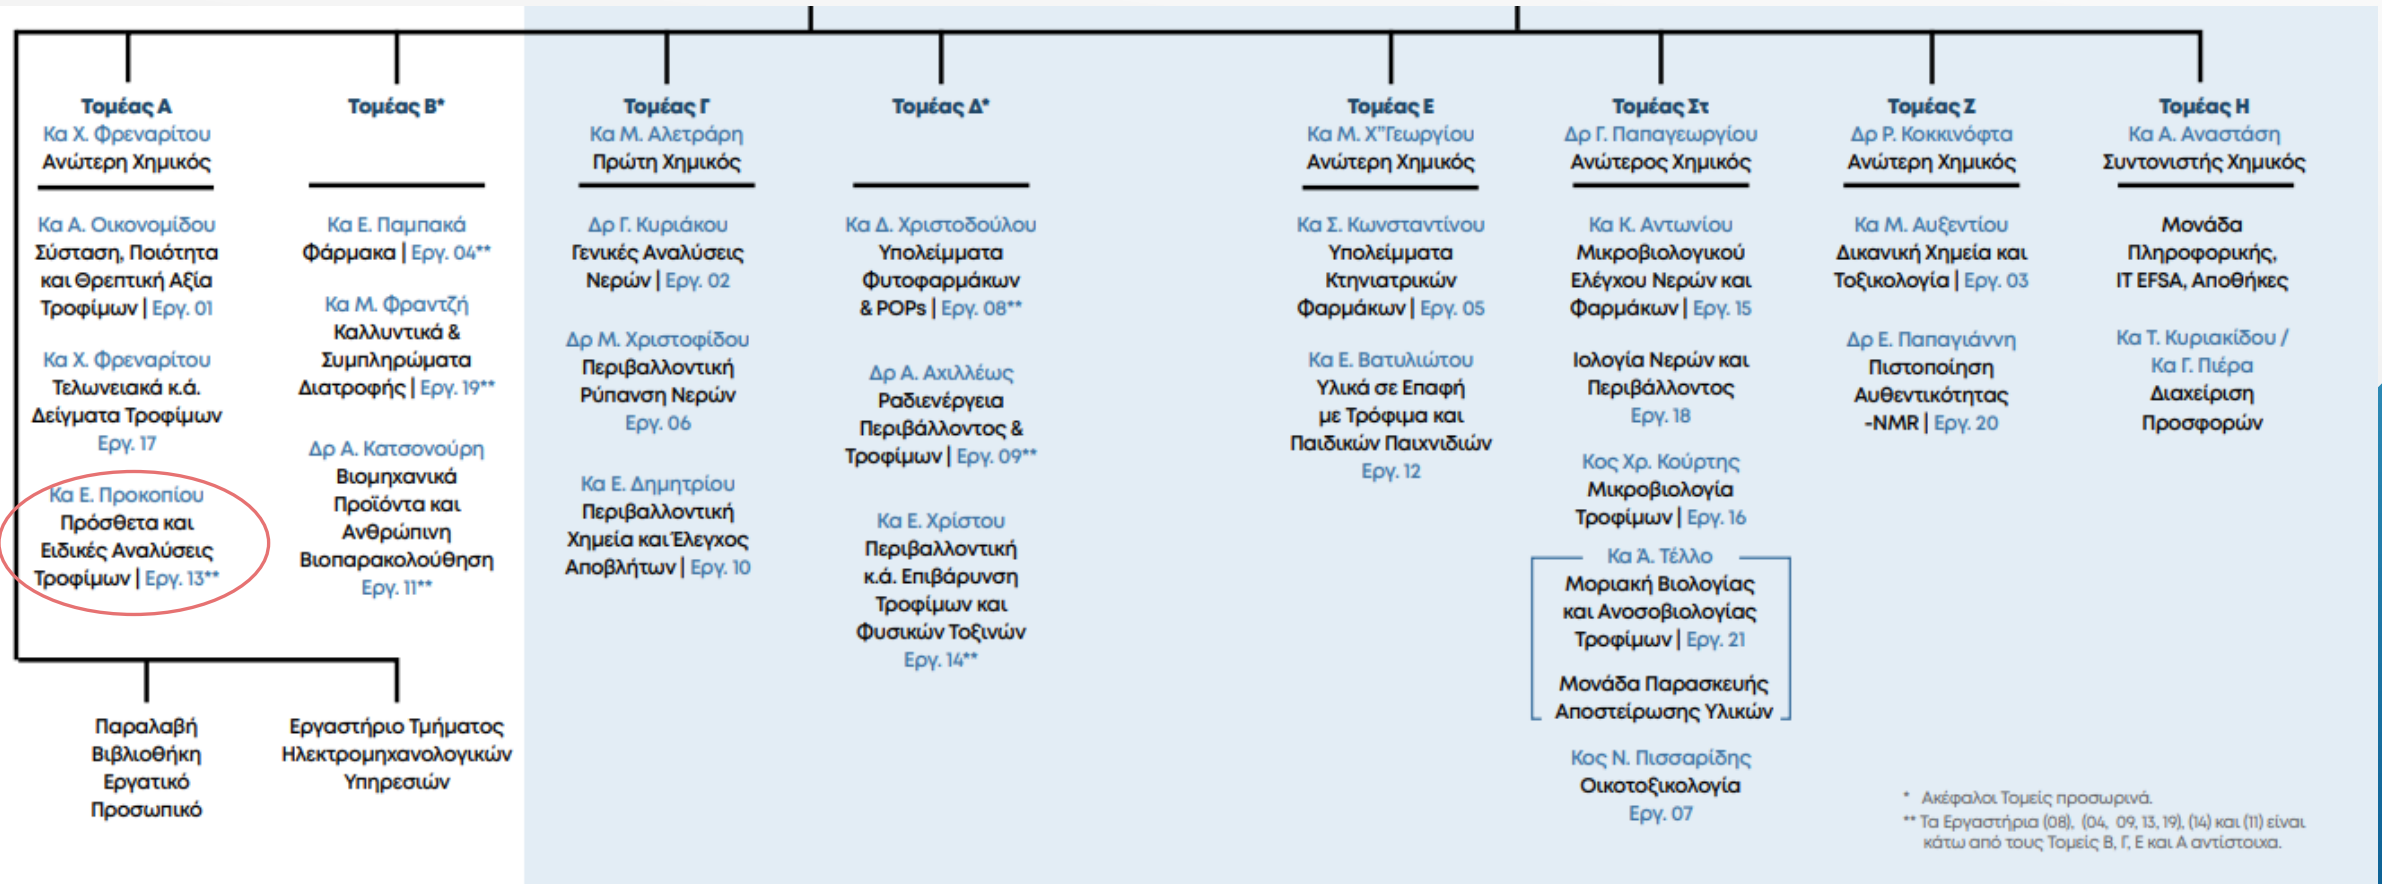 Τομέας Α
Κα Χ. Φρεναρίτου
Ανώτερη Χημικός
Κα Α. Οικονομίδου
Σύσταση, Ποιότητα
και Θρεπτική Αξία
Τροφίμων | Εργ. 01
Κα Χ. Φρεναρίτου
Τελωνειακά κ.ά.
Δείγματα Τροφίμων
Εργ. 17
Κα Ε. Προκοπίου
Πρόσθετα και
Ειδικές Αναλύσεις
Τροφίμων | Εργ. 13**
Τομέας Β*
Κα Ε. Παμπακά
Φάρμακα | Εργ. 04**
Κα Μ. Φραντζή
Καλλυντικά &
Συμπληρώματα
Διατροφής | Εργ. 19**
Δρ Α. Κατσονούρη
Βιομηχανικά
Προϊόντα και
Ανθρώπινη
Βιοπαρακολούθηση
Εργ. 11**
Παραλαβή
Βιβλιοθήκη
Εργατικό
Προσωπικό
Εργαστήριο Τμήματος
Ηλεκτρομηχανολογικών
Υπηρεσιών
Τομέας Γ
Κα Μ. Αλετράρη
Πρώτη Χημικός
Δρ Γ. Κυριάκου
Γενικές Αναλύσεις
Νερών | Εργ. 02
Δρ Μ. Χριστοφίδου
Περιβαλλοντική
Ρύπανση Νερών
Εργ. 06
Κα Ε. Δημητρίου
Περιβαλλοντική
Χημεία και Έλεγχος
Αποβλήτων | Εργ. 10
Τομέας Δ*
Κα Δ. Χριστοδούλου
Υπολείμματα
Φυτοφαρμάκων
& POPs | Εργ. 08**
Δρ Α. Αχιλλέως
Ραδιενέργεια
Περιβάλλοντος &
Τροφίμων | Εργ. 09**
Κα Ε. Χρίστου
Περιβαλλοντική
κ.ά. Επιβάρυνση
Τροφίμων και
Φυσικών Τοξινών
Εργ. 14**
Τομέας Ε
Κα Μ. Χ"Γεωργίου
Ανώτερη Χημικός
Κα Σ. Κωνσταντίνου
Υπολείμματα
Κτηνιατρικών
Φαρμάκων | Εργ. 05
Κα Ε. Βατυλιώτου
Υλικά σε Επαφή
με Τρόφιμα και
Παιδικών Παιχνιδιών
Εργ. 12
Τομέας Στ
Δρ Γ. Παπαγεωργίου
Ανώτερος Χημικός
Κα Κ. Αντωνίου
Μικροβιολογικού
Ελέγχου Νερών και
Φαρμάκων | Εργ. 15
Ιολογία Νερών και
Περιβάλλοντος
Εργ. 18
Κος Χρ. Κούρτης
Μικροβιολογία
Τροφίμων | Εργ. 16
Κα Ά. Τέλλο
Μοριακή Βιολογίας
και Ανοσοβιολογίας
Τροφίμων | Εργ. 21
Μονάδα Παρασκευής
Αποστείρωσης Υλικών
Κος Ν. Πισσαρίδης
Οικοτοξικολογία
Εργ. 07
Τομέας Ζ
Δρ Ρ. Κοκκινόφτα
Ανώτερη Χημικός
Κα Μ. Αυξεντίου
Δικανική Χημεία και
Τοξικολογία | Εργ. 03
Δρ Ε. Παπαγιάννη
Πιστοποίηση
Αυθεντικότητας
-NMR | Εργ. 20
Τομέας Η
Κα Α. Αναστάση
Συντονιστής Χημικός
Μονάδα
Πληροφορικής,
IT EFSA, Αποθήκες
Κα Τ. Κυριακίδου /
Κα Γ. Πιέρα
Διαχείριση
Προσφορών
* Ακέφαλοι Τομείς προσωρινά.
** Τα Εργαστήρια (08), (04, 09, 13, 19), (14) και (11) είναι
κάτω από τους Τομείς Β, Γ, Ε και Α αντίστοιχα.